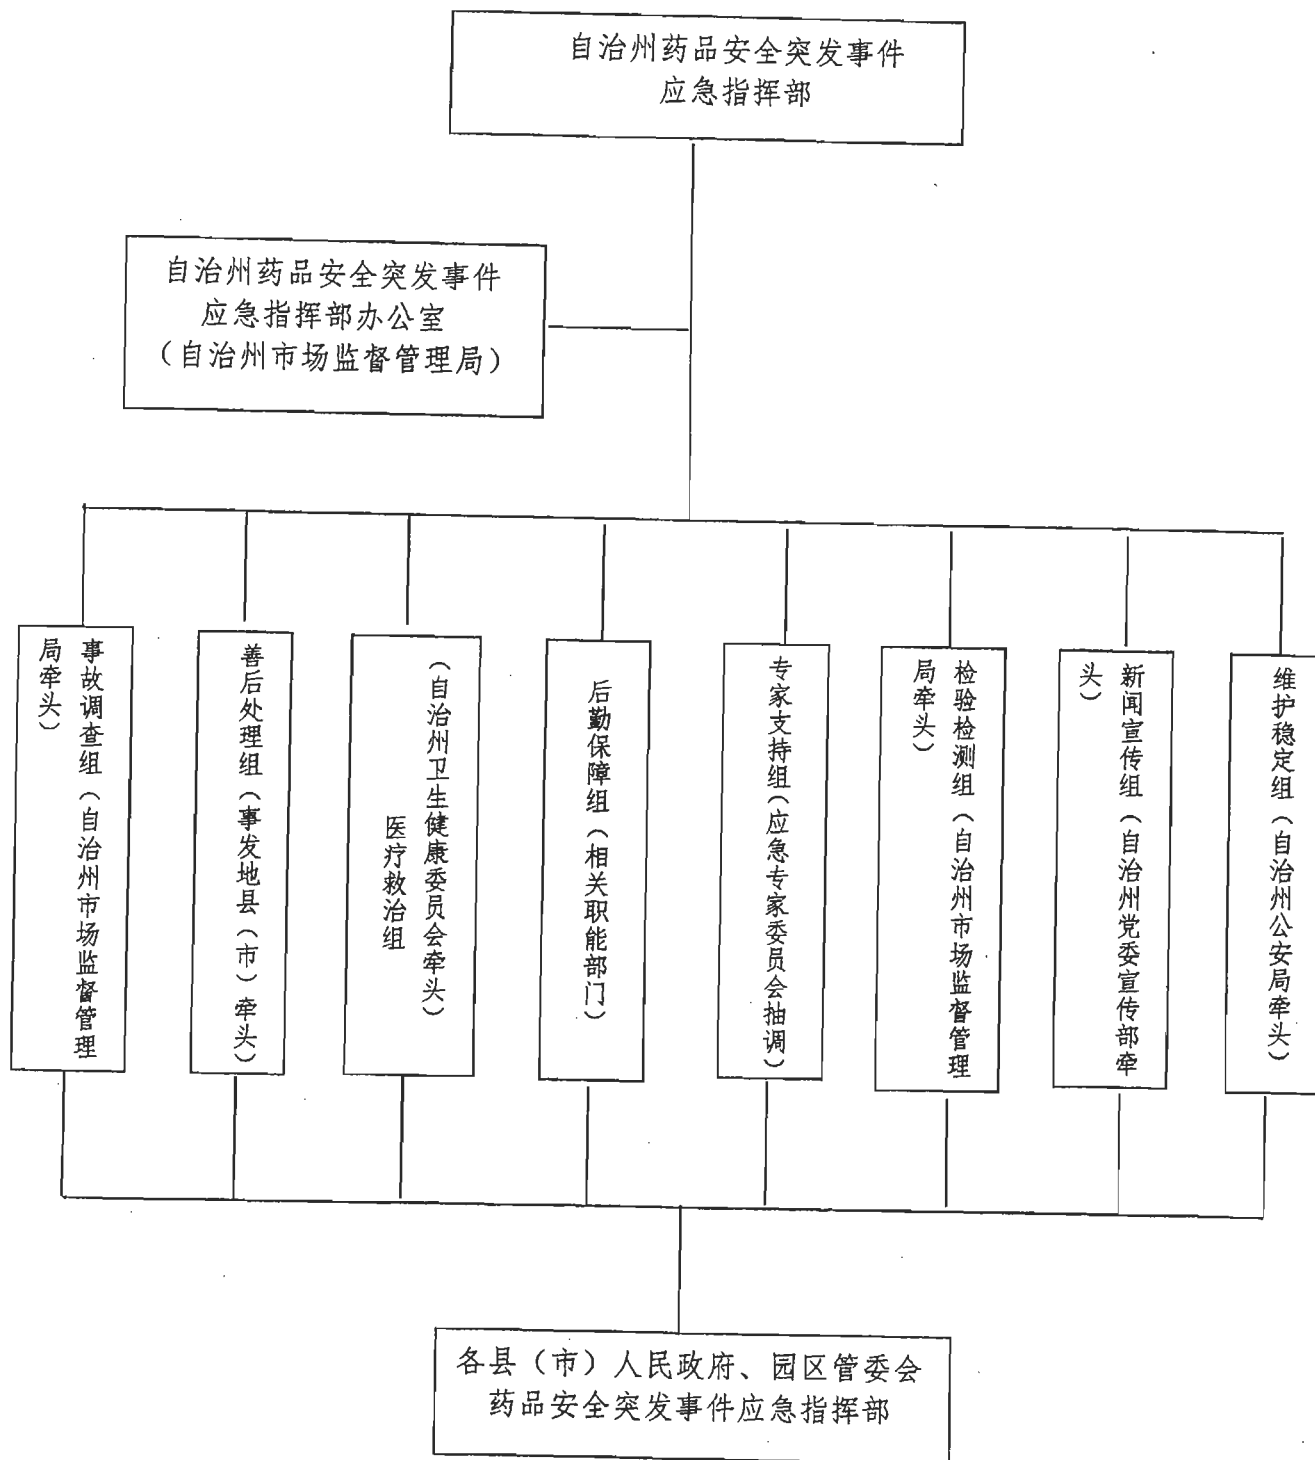 自治州药品安全突发事件
应急指挥部
自治州药品安全突发事件
应急指挥部办公室
（自治州市场监督管理局）
事故调查组（自治州市场监督管理
局牵头）
善后处理组（事发地县（市）牵头）
（自治州卫生健康委员会牵头）
医疗救治组
后勤保障组（相关职能部门）
专家支持组（应急专家委员会抽调）
检验检测组（自治州市场监督管理
局牵头）
新闻宣传组（自治州党委宣传部牵
头）
维护稳定组（自治州公安局牵头）
各县（市）人民政府、园区管委会
药品安全突发事件应急指挥部